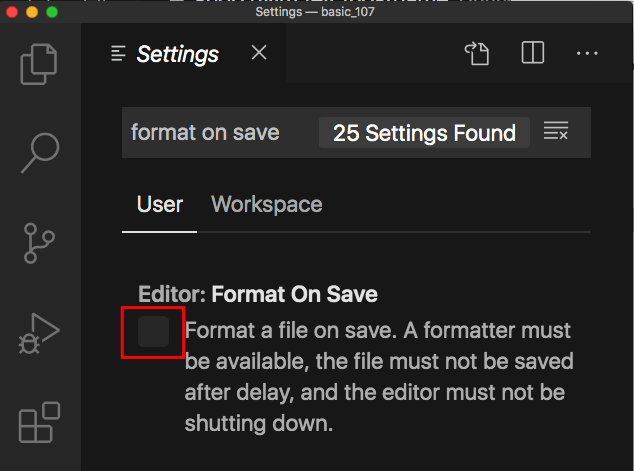 Settings — basic_107
Settings
format on save
25 Settings Found
User
Workspace
Editor: Format On Save
Format a file on save. A formatter must
be available, the file must not be saved
after delay, and the editor must not be
shutting down.